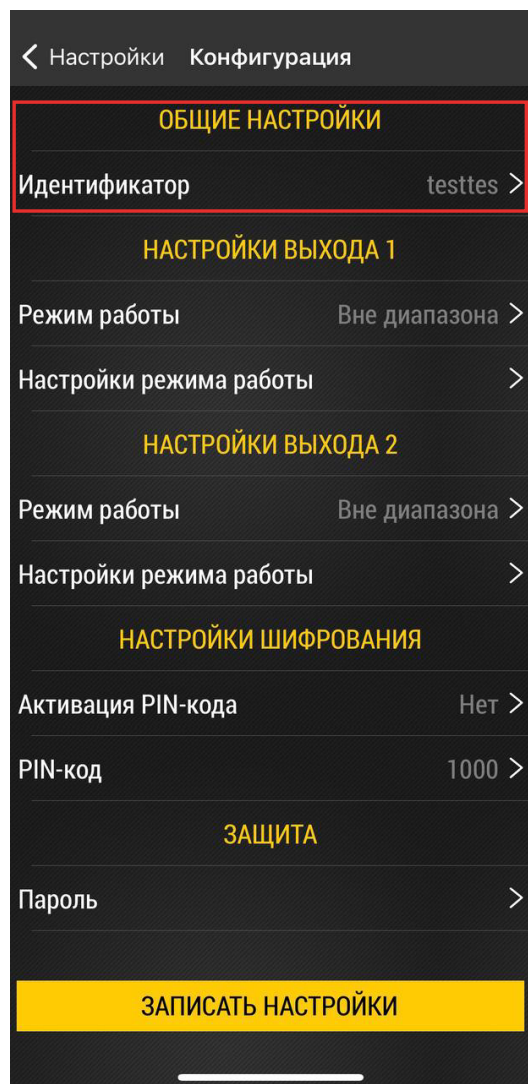 Настройки Конфигурация
ОБЩИЕ НАСТРОЙКИ
Идентификатор testtes
НАСТРОЙКИ ВЫХОДА 1
Режим работы Вне диапазона
Настройки режима работы
НАСТРОЙКИ ВЫХОДА 2
Режим работы Вне диапазона
Настройки режима работы
НАСТРОЙКИ ШИФРОВАНИЯ
Активация PIN-кода Нет
PIN-код 1000
ЗАЩИТА
Пароль
ЗАПИСАТЬ НАСТРОЙКИ